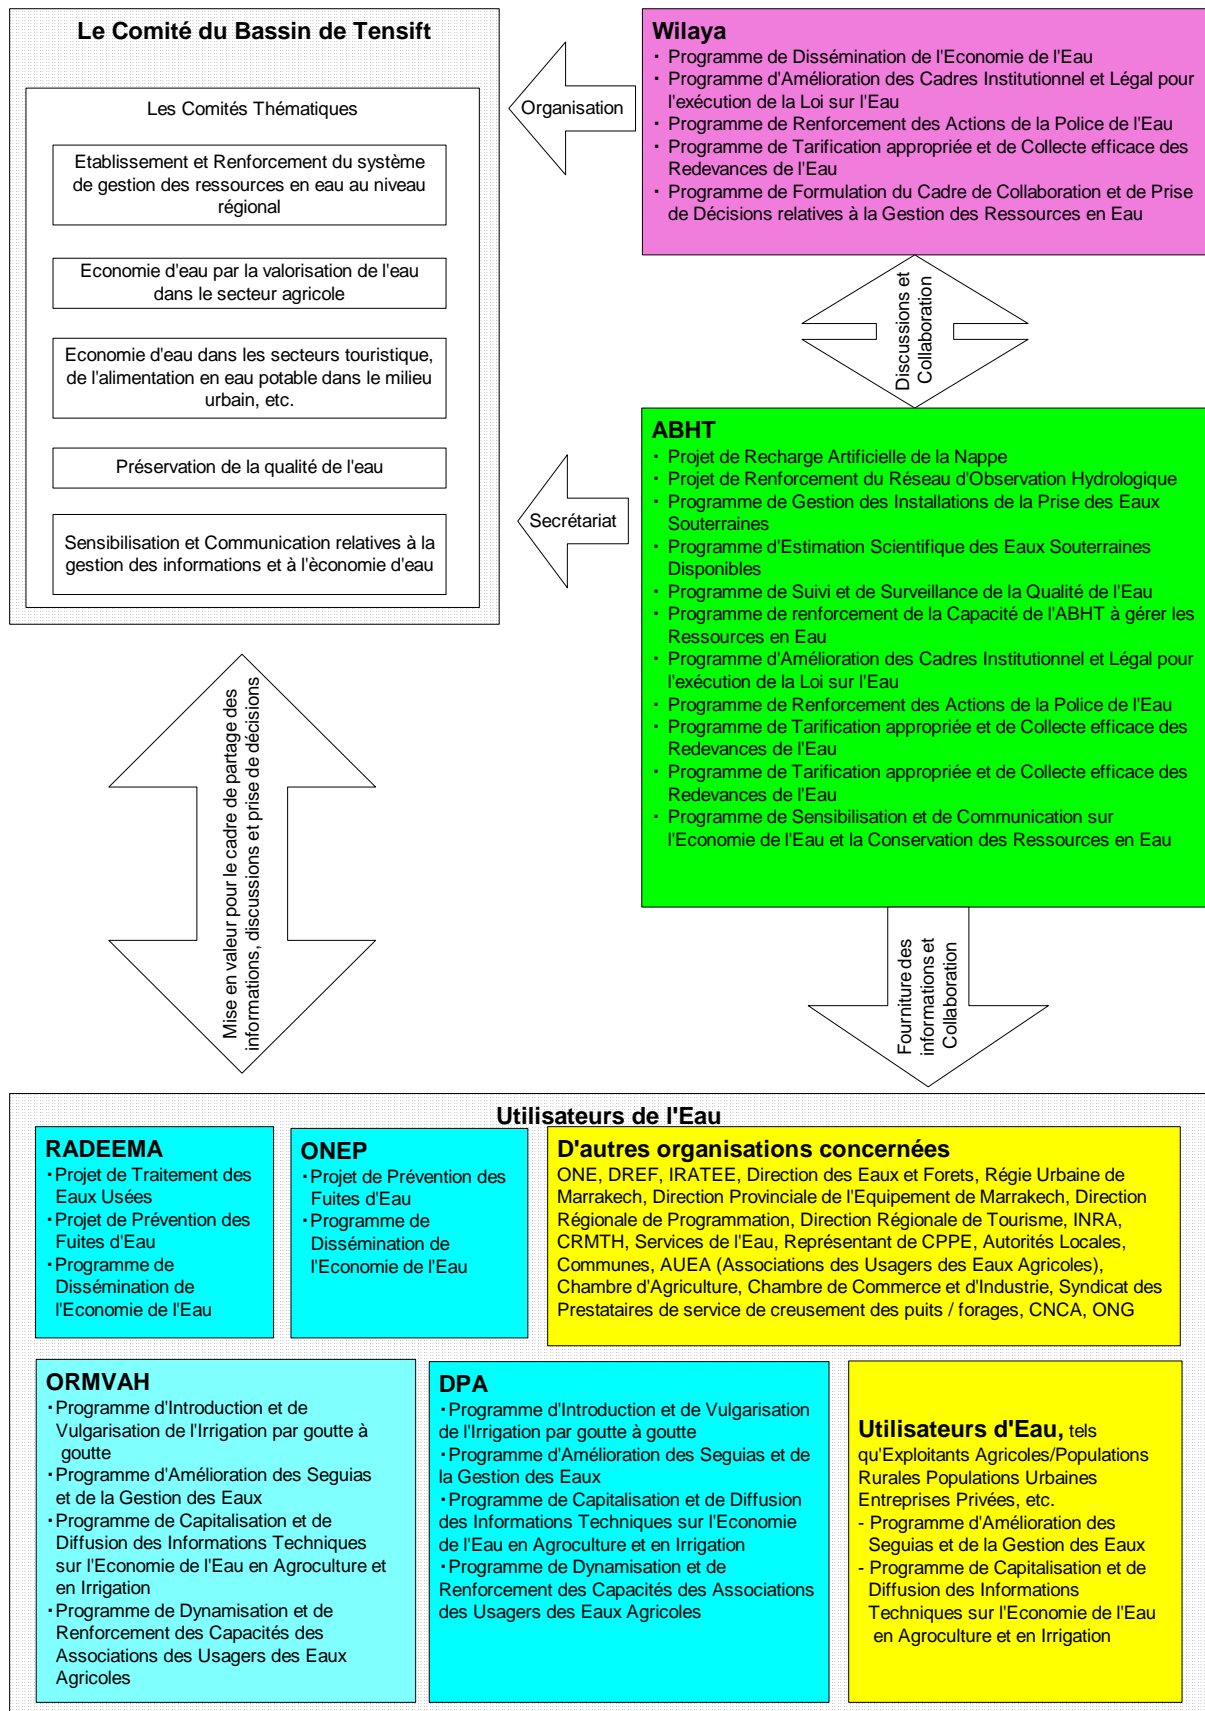 Le Comité du Bassin de Tensift
Les Comités Thématiques
Etablissement et Renforcement du système
de gestion des ressources en eau au niveau
régional
Economie d'eau par la valorisation de l'eau
dans le secteur agricole
Economie d'eau dans les secteurs touristique,
de l'alimentation en eau potable dans le milieu
urbain, etc.
Préservation de la qualité de l'eau
Sensibilisation et Communication relatives à la
gestion des informations et à l'èconomie d'eau
Organisation
Wilaya
・Programme de Dissémination de l'Economie de l'Eau
・Programme d'Amélioration des Cadres Institutionnel et Légal pour
l'exécution de la Loi sur l'Eau
・Programme de Renforcement des Actions de la Police de l'Eau
・Programme de Tarification appropriée et de Collecte efficace des
Redevances de l'Eau
・Programme de Formulation du Cadre de Collaboration et de Prise
de Décisions relatives à la Gestion des Ressources en Eau
Discussions et
Collaboration
Secrétariat
ABHT
・Projet de Recharge Artificielle de la Nappe
・Projet de Renforcement du Réseau d'Observation Hydrologique
・Programme de Gestion des Installations de la Prise des Eaux
Souterraines
・Programme d'Estimation Scientifique des Eaux Souterraines
Disponibles
・Programme de Suivi et de Surveillance de la Qualité de l'Eau
・Programme de renforcement de la Capacité de l'ABHT à gérer les
Ressources en Eau
・Programme d'Amélioration des Cadres Institutionnel et Légal pour
l'exécution de la Loi sur l'Eau
・Programme de Renforcement des Actions de la Police de l'Eau
・Programme de Tarification appropriée et de Collecte efficace des
Redevances de l'Eau
・Programme de Tarification appropriée et de Collecte efficace des
Redevances de l'Eau
・Programme de Sensibilisation et de Communication sur
l'Economie de l'Eau et la Conservation des Ressources en Eau
Mise en valeur pour le cadre de partage des
informations, discussions et prise de décisions
Fourniture des
informations et
Collaboration
Utilisateurs de l'Eau
RADEEMA
・Projet de Traitement des
Eaux Usées
・Projet de Prévention des
Fuites d'Eau
・Programme de
Dissémination de
l'Economie de l'Eau
ONEP
・Projet de Prévention des
Fuites d'Eau
・Programme de
Dissémination de
l'Economie de l'Eau
D'autres organisations concernées
ONE, DREF, IRATEE, Direction des Eaux et Forets, Régie Urbaine de
Marrakech, Direction Provinciale de l'Equipement de Marrakech, Direction
Régionale de Programmation, Direction Régionale de Tourisme, INRA,
CRMTH, Services de l'Eau, Représentant de CPPE, Autorités Locales,
Communes, AUEA (Associations des Usagers des Eaux Agricoles),
Chambre d'Agriculture, Chambre de Commerce et d'Industrie, Syndicat des
Prestataires de service de creusement des puits / forages, CNCA, ONG
ORMVAH
・Programme d'Introduction et de
Vulgarisation de l'Irrigation par goutte à
goutte
・Programme d'Amélioration des Seguias
et de la Gestion des Eaux
・Programme de Capitalisation et de
Diffusion des Informations Techniques
sur l'Economie de l'Eau en Agroculture et
en Irrigation
・Programme de Dynamisation et de
Renforcement des Capacités des
Associations des Usagers des Eaux
Agricoles
DPA
・Programme d'Introduction et de Vulgarisation
de l'Irrigation par goutte à goutte
・Programme d'Amélioration des Seguias et de
la Gestion des Eaux
・Programme de Capitalisation et de Diffusion
des Informations Techniques sur l'Economie
de l'Eau en Agroculture et en Irrigation
・Programme de Dynamisation et de
Renforcement des Capacités des Associations
des Usagers des Eaux Agricoles
Utilisateurs d'Eau, tels
qu'Exploitants Agricoles/Populations
Rurales Populations Urbaines
Entreprises Privées, etc.
- Programme d'Amélioration des
Seguias et de la Gestion des Eaux
- Programme de Capitalisation et de
Diffusion des Informations
Techniques sur l'Economie de l'Eau
en Agroculture et en Irrigation